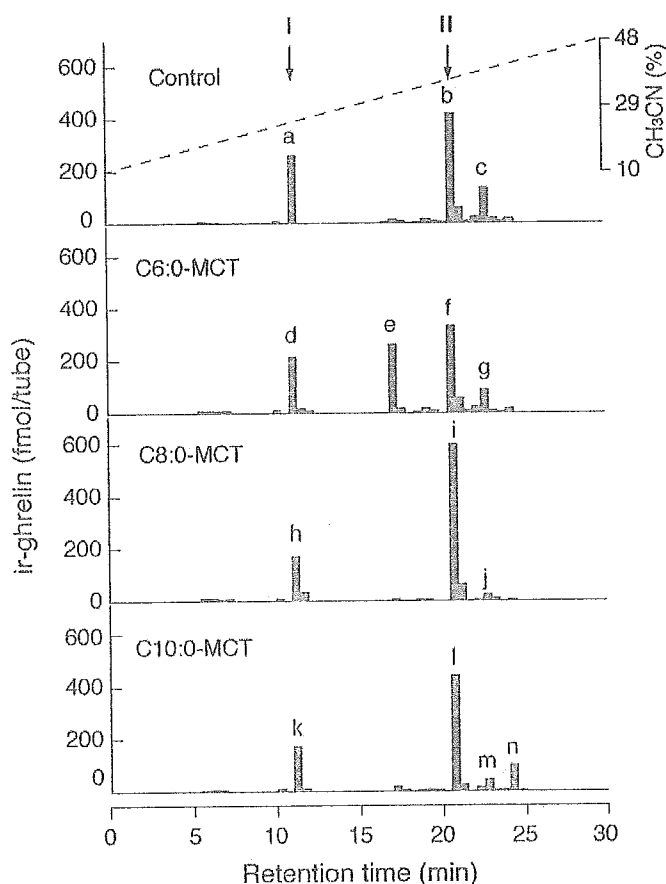 I II
600
Control
400
200
0
a
b
c
48
29
10
CH₃CN (%)
600
C6:0-MCT
400
200
0
d
e
f
g
600
C8:0-MCT
400
200
0
h
i
j
600
C10:0-MCT
400
200
0
k
l
m
n
ir-ghrelin (fmol/tube)
0 5 10 15 20 25 30
Retention time (min)